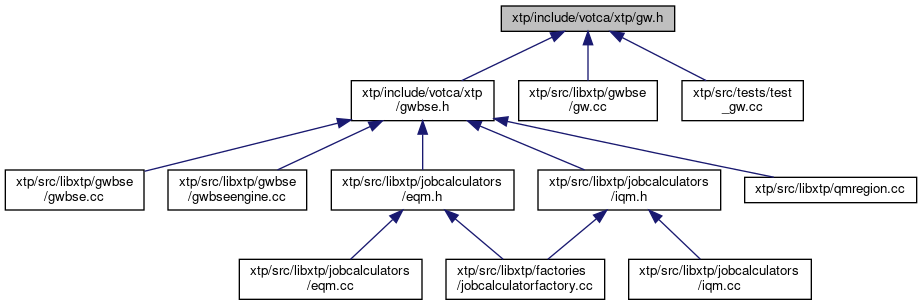 xtp/include/votca/xtp/gw.h
xtp/include/votca/xtp
/gwbse.h
xtp/src/libxtp/gwbse
/gw.cc
xtp/src/tests/test
_gw.cc
xtp/src/libxtp/gwbse
/gwbse.cc
xtp/src/libxtp/gwbse
/gwbseengine.cc
xtp/src/libxtp/jobcalculators
/eqm.h
xtp/src/libxtp/jobcalculators
/iqm.h
xtp/src/libxtp/qmregion.cc
xtp/src/libxtp/jobcalculators
/eqm.cc
xtp/src/libxtp/factories
/jobcalculatorfactory.cc
xtp/src/libxtp/jobcalculators
/iqm.cc